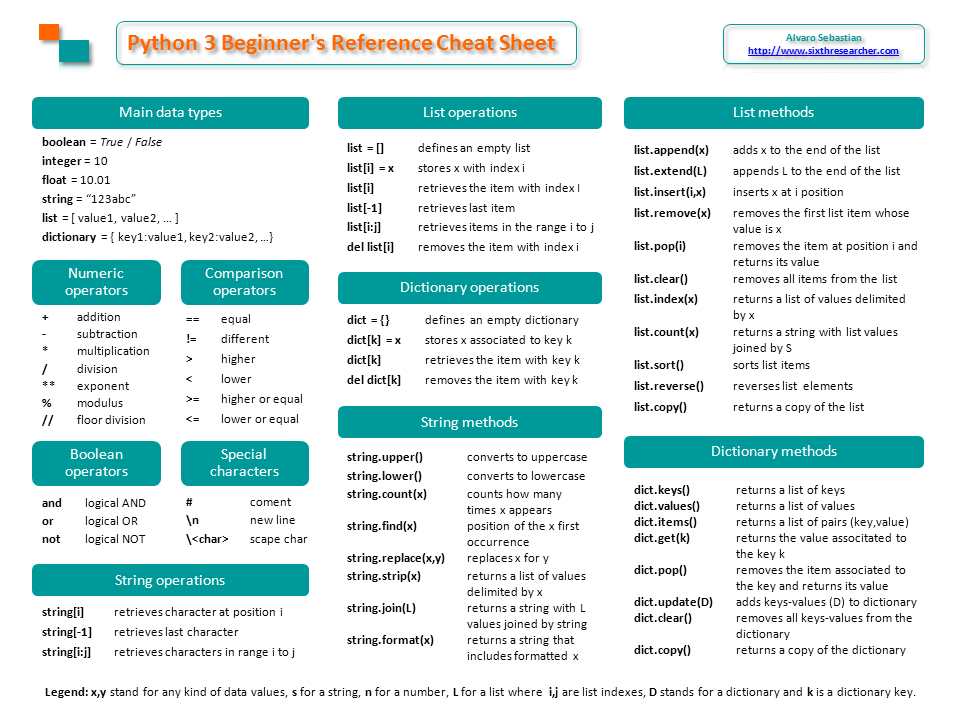 Python 3 Beginner's Reference Cheat Sheet
Alvaro Sebastian
http://www.sixthresearcher.com
Main data types
boolean = True / False
integer = 10
float = 10.01
string = “123abc”
list = [ value1, value2, … ]
dictionary = { key1:value1, key2:value2, …}
Numeric
operators
+ addition
- subtraction
* multiplication
/ division
** exponent
% modulus
// floor division
Comparison
operators
== equal
!= different
> higher
< lower
>= higher or equal
<= lower or equal
Boolean
operators
and logical AND
or logical OR
not logical NOT
Special
characters
# coment
\n new line
\<char> scape char
String operations
string[i] retrieves character at position i
string[-1] retrieves last character
string[i:j] retrieves characters in range i to j
List operations
list = [] defines an empty list
list[i] = x stores x with index i
list[i] retrieves the item with index I
list[-1] retrieves last item
list[i:j] retrieves items in the range i to j
del list[i] removes the item with index i
Dictionary operations
dict = {} defines an empty dictionary
dict[k] = x stores x associated to key k
dict[k] retrieves the item with key k
del dict[k] removes the item with key k
String methods
string.upper() converts to uppercase
string.lower() converts to lowercase
string.count(x) counts how many
times x appears
string.find(x) position of the x first
occurrence
string.replace(x,y) replaces x for y
string.strip(x) returns a list of values
delimited by x
string.join(L) returns a string with L
values joined by string
string.format(x) returns a string that
includes formatted x
List methods
list.append(x) adds x to the end of the list
list.extend(L) appends L to the end of the list
list.insert(i,x) inserts x at i position
list.remove(x) removes the first list item whose
value is x
list.pop(i) removes the item at position i and
returns its value
list.clear() removes all items from the list
list.index(x) returns a list of values delimited
by x
list.count(x) returns a string with list values
joined by S
list.sort() sorts list items
list.reverse() reverses list elements
list.copy() returns a copy of the list
Dictionary methods
dict.keys() returns a list of keys
dict.values() returns a list of values
dict.items() returns a list of pairs (key,value)
dict.get(k) returns the value associtated to
the key k
dict.pop() removes the item associated to
the key and returns its value
dict.update(D) adds keys-values (D) to dictionary
dict.clear() removes all keys-values from the
dictionary
dict.copy() returns a copy of the dictionary
Legend: x,y stand for any kind of data values, s for a string, n for a number, L for a list where i,j are list indexes, D stands for a dictionary and k is a dictionary key.